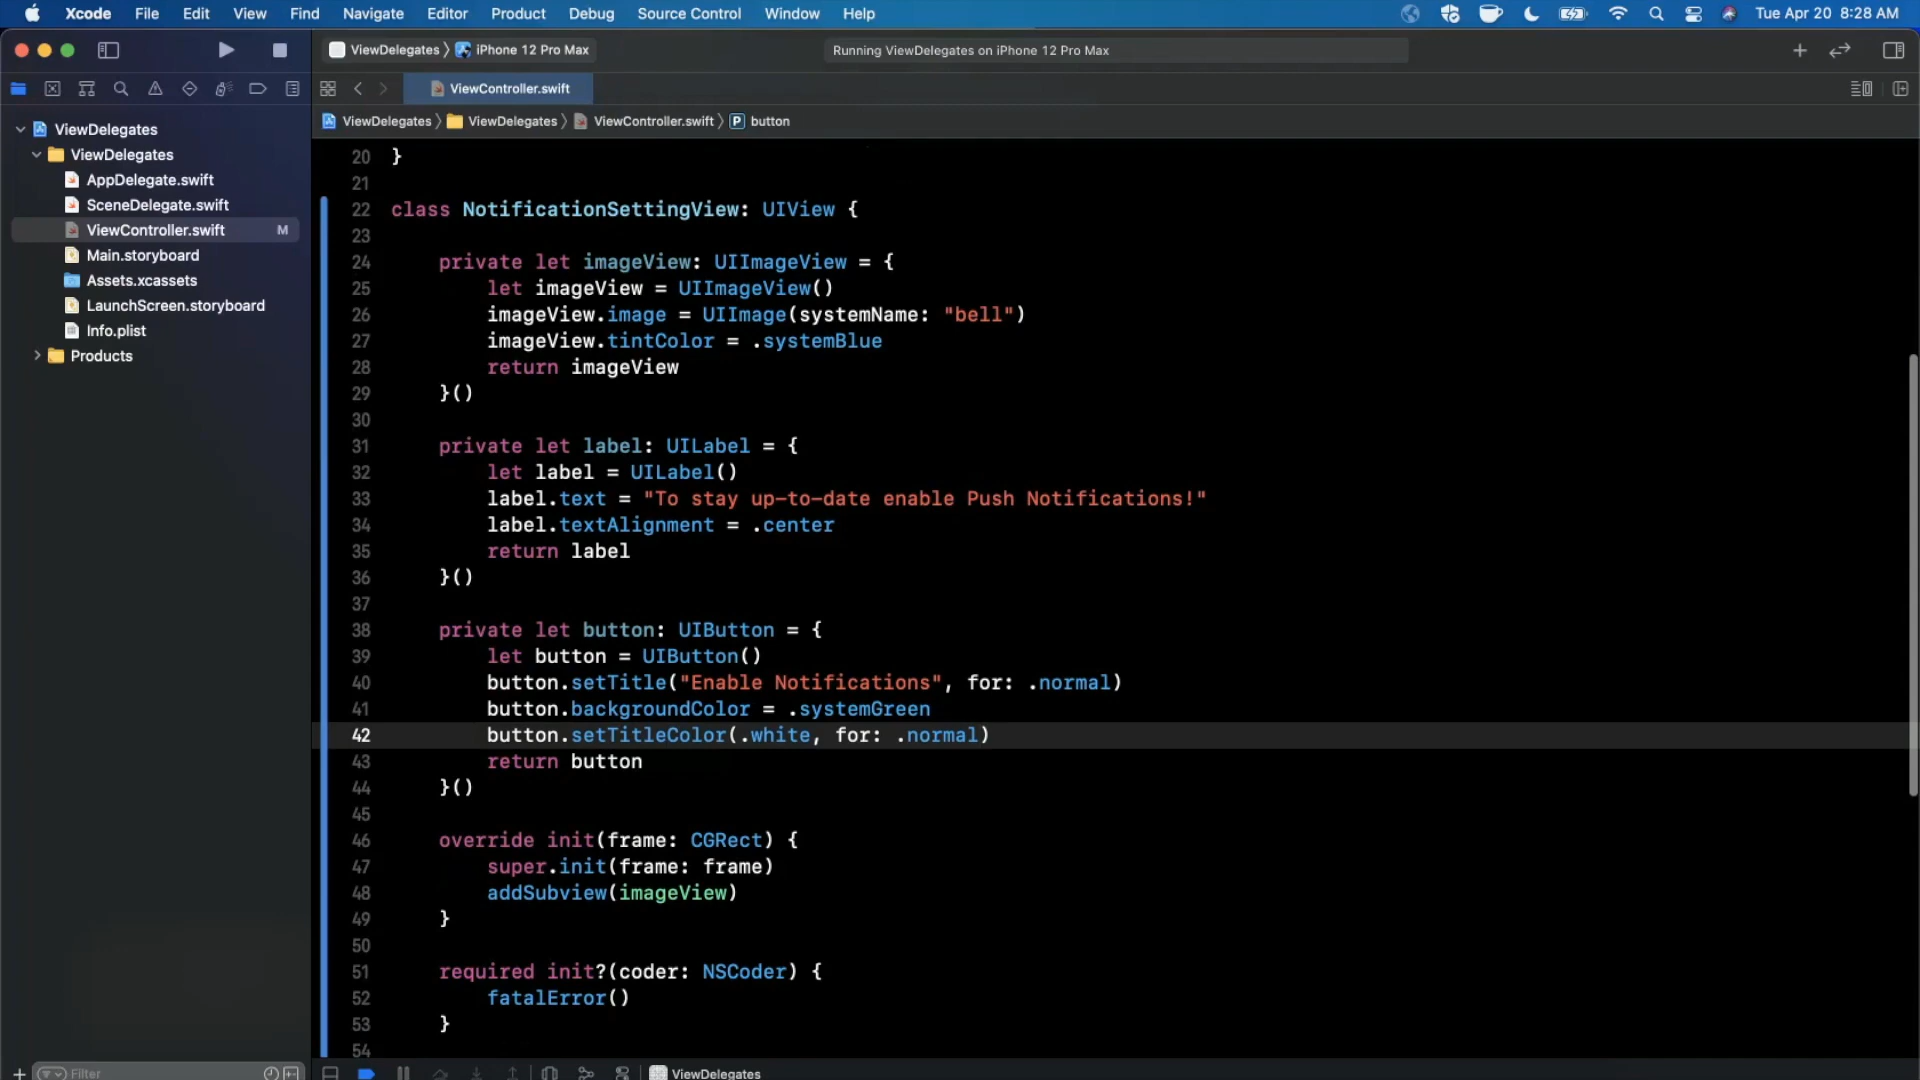 Xcode File Edit View Find Navigate Editor Product Debug Source Control Window Help Tue Apr 20 8:28 AM
ViewDelegates iPhone 12 Pro Max Running ViewDelegates on iPhone 12 Pro Max
ViewController.swift
ViewDelegates ViewDelegates ViewController.swift P button
ViewDelegates
ViewDelegates
AppDelegate.swift
SceneDelegate.swift
ViewController.swift M
Main.storyboard
Assets.xcassets
LaunchScreen.storyboard
Info.plist
Products
20 }
21
22 class NotificationSettingView: UIView {
23
24 private let imageView: UIImageView = {
25 let imageView = UIImageView()
26 imageView.image = UIImage(systemName: "bell")
27 imageView.tintColor = .systemBlue
28 return imageView
29 }()
30
31 private let label: UILabel = {
32 let label = UILabel()
33 label.text = "To stay up-to-date enable Push Notifications!"
34 label.textAlignment = .center
35 return label
36 }()
37
38 private let button: UIButton = {
39 let button = UIButton()
40 button.setTitle("Enable Notifications", for: .normal)
41 button.backgroundColor = .systemGreen
42 button.setTitleColor(.white, for: .normal)
43 return button
44 }()
45
46 override init(frame: CGRect) {
47 super.init(frame: frame)
48 addSubview(imageView)
49 }
50
51 required init?(coder: NSCoder) {
52 fatalError()
53 }
54
Filter
ViewDelegates